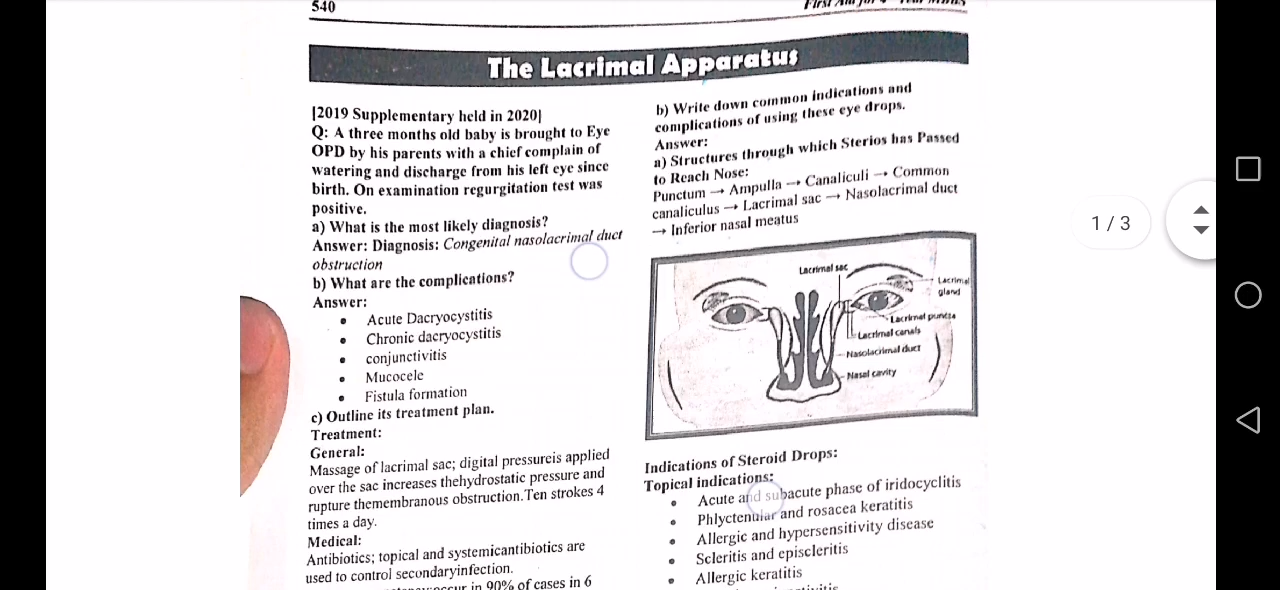 540
The Lacrimal Apparatus
[2019 Supplementary held in 2020]
Q: A three months old baby is brought to Eye
OPD by his parents with a chief complain of
watering and discharge from his left eye since
birth. On examination regurgitation test was
positive.
a) What is the most likely diagnosis?
Answer: Diagnosis: Congenital nasolacrimal duct
obstruction
b) What are the complications?
Answer:
• Acute Dacryocystitis
• Chronic dacryocystitis
• conjunctivitis
• Mucocele
• Fistula formation
c) Outline its treatment plan.
Treatment:
General:
Massage of lacrimal sac; digital pressureis applied
over the sac increases thehydrostatic pressure and
rupture themembranous obstruction.Ten strokes 4
times a day.
Medical:
Antibiotics; topical and systemicantibiotics are
used to control secondaryinfection.
occur in 90% of cases in 6
b) Write down common indications and
complications of using these eye drops.
Answer:
a) Structures through which Sterios has Passed
to Reach Nose:
Punctum → Ampulla → Canaliculi → Common
canaliculus → Lacrimal sac → Nasolacrimal duct
→ Inferior nasal meatus
Lacrimal sac
Lacrimal
gland
Lacrimal puncta
Lacrimal canals
Nasolacrimal duct
Nasal cavity
Indications of Steroid Drops:
Topical indications:
• Acute and subacute phase of iridocyclitis
• Phlyctenular and rosacea keratitis
• Allergic and hypersensitivity disease
• Scleritis and episcleritis
• Allergic keratitis
1 / 3